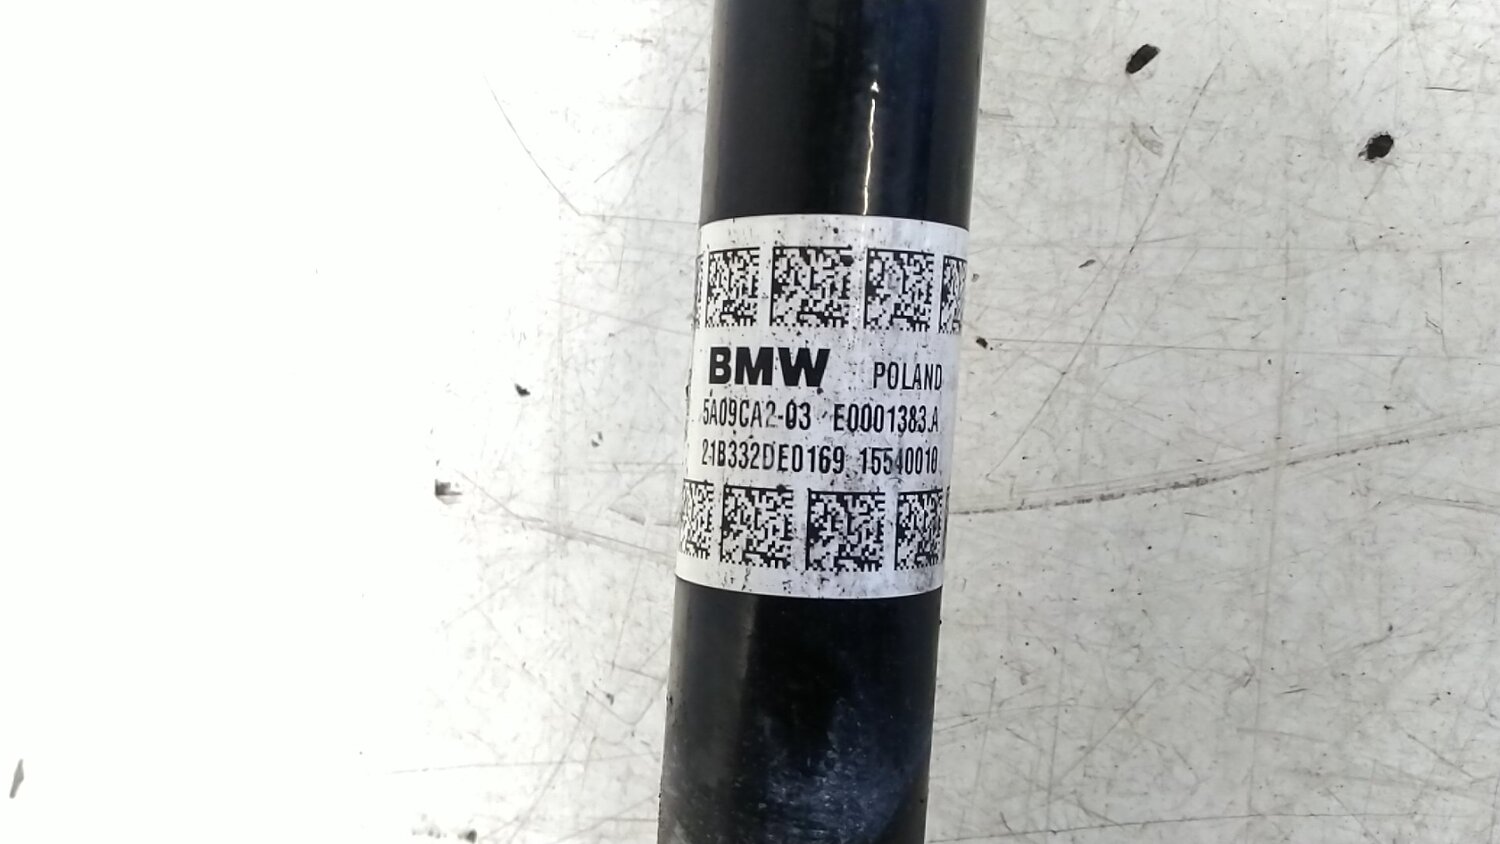 BMW POLAND
5A09CA2-03 E0001383.A
21B332DE0169 15540010